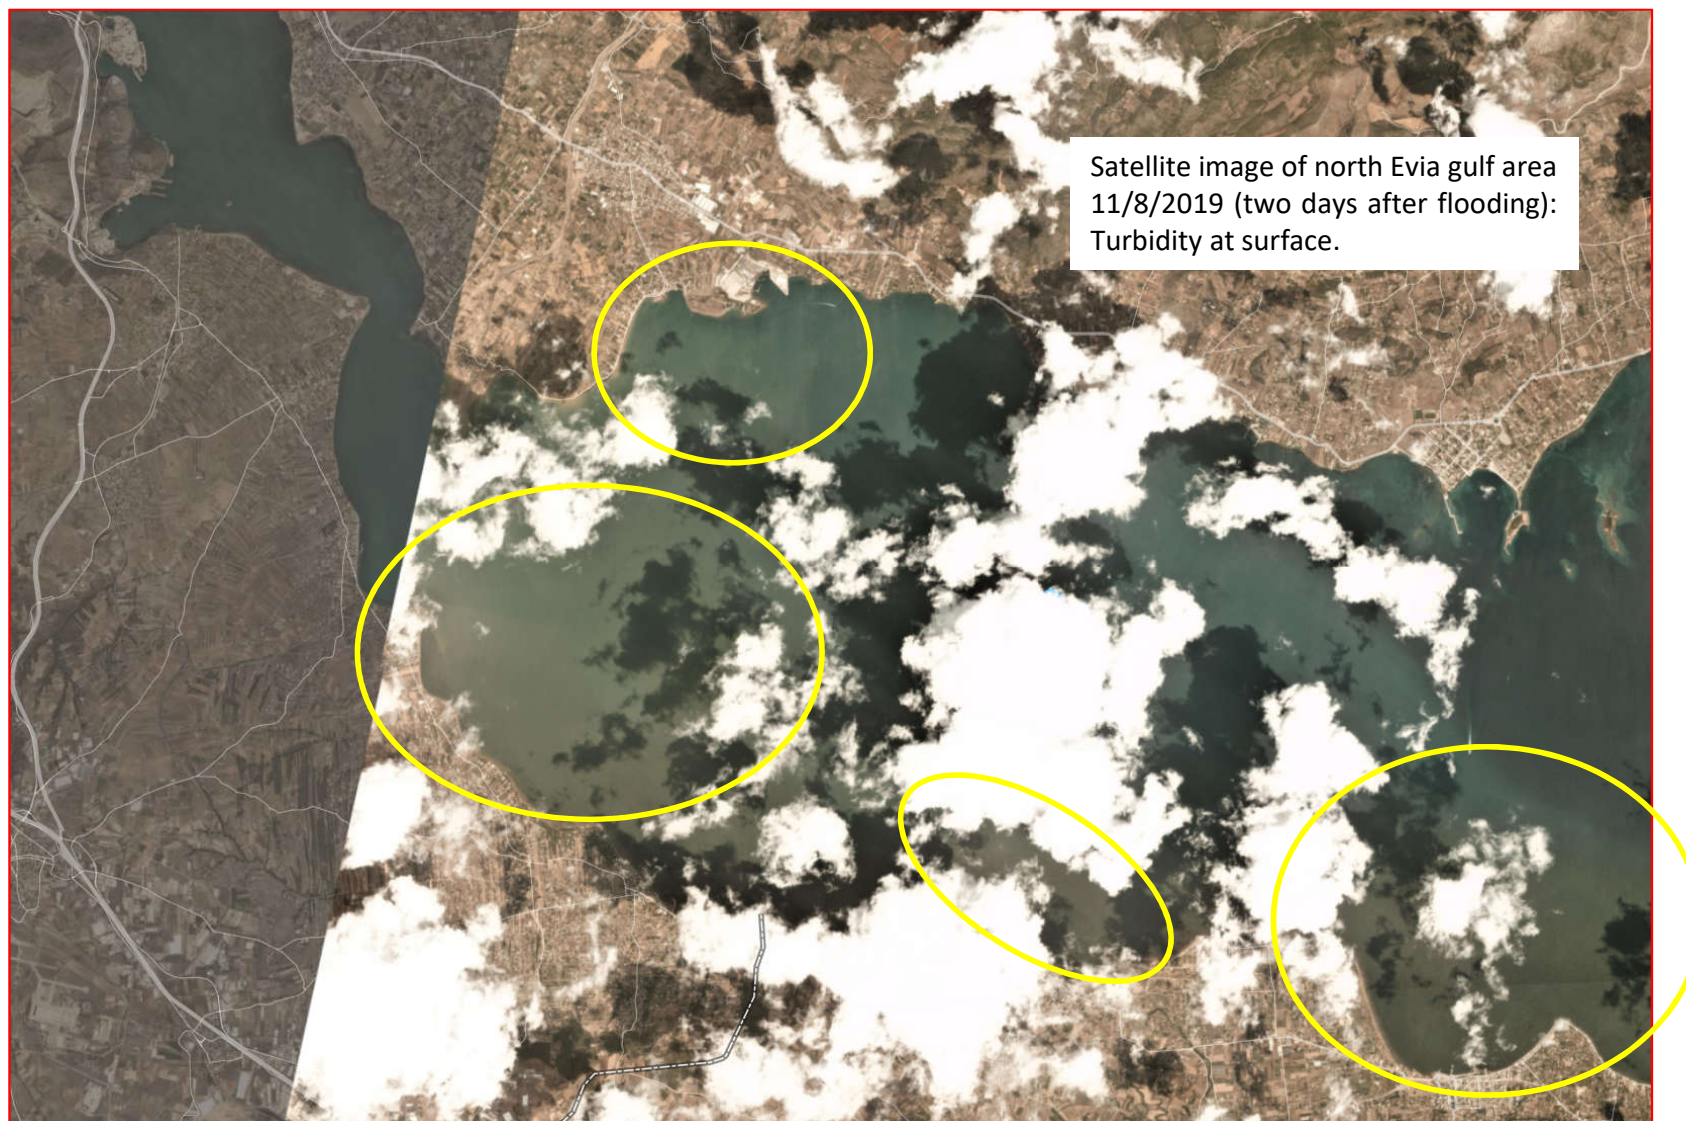 Satellite image of north Evia gulf area
11/8/2019 (two days after flooding):
Turbidity at surface.